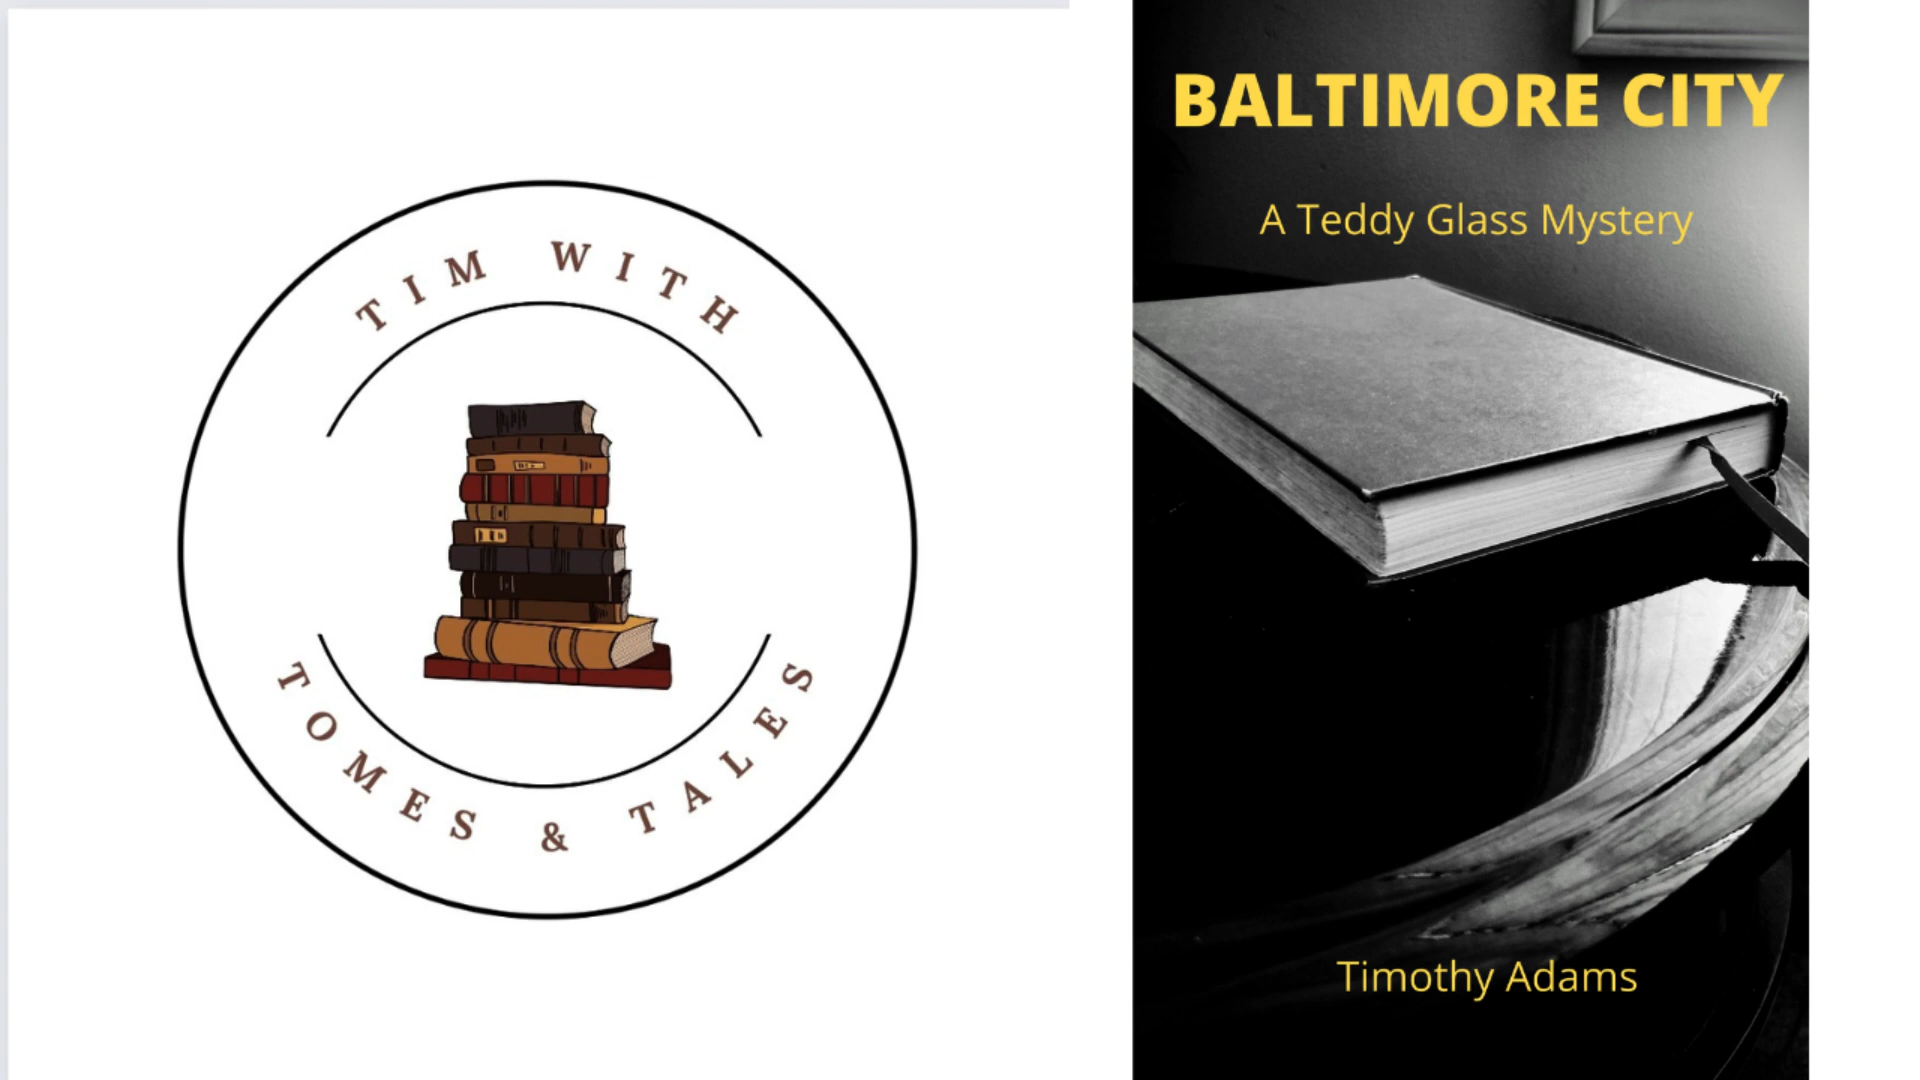 TIM WITH
TOMES & TALES
BALTIMORE CITY
A Teddy Glass Mystery
Timothy Adams